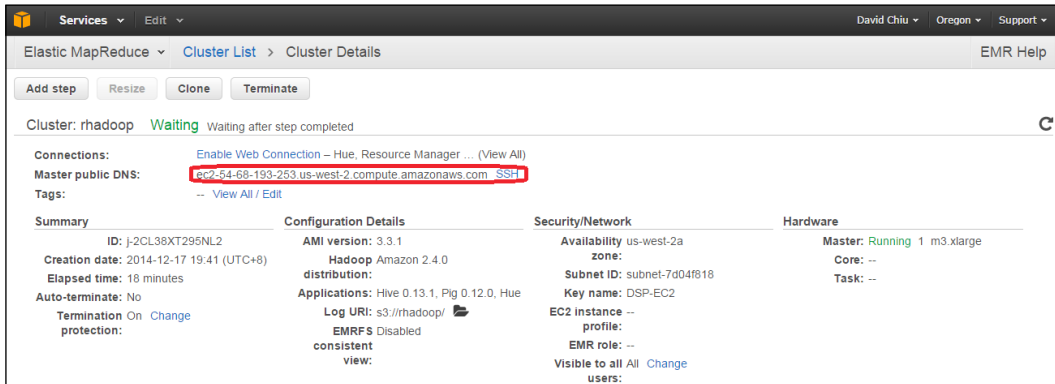 Services Edit David Chiu Oregon Support
Elastic MapReduce Cluster List > Cluster Details EMR Help
Add step Resize Clone Terminate
Cluster: rhadoop Waiting Waiting after step completed
Connections: Enable Web Connection – Hue, Resource Manager ... (View All)
Master public DNS: ec2-54-68-193-253.us-west-2.compute.amazonaws.com SSH
Tags: -- View All / Edit
Summary
ID: j-2CL38XT295NL2
Creation date: 2014-12-17 19:41 (UTC+8)
Elapsed time: 18 minutes
Auto-terminate: No
Termination On Change
protection:
Configuration Details
AMI version: 3.3.1
Hadoop Amazon 2.4.0
distribution:
Applications: Hive 0.13.1, Pig 0.12.0, Hue
Log URI: s3://rhadoop/
EMRFS Disabled
consistent
view:
Security/Network
Availability us-west-2a
zone:
Subnet ID: subnet-7d04f818
Key name: DSP-EC2
EC2 instance --
profile:
EMR role: --
Visible to all All Change
users:
Hardware
Master: Running 1 m3.xlarge
Core: --
Task: --